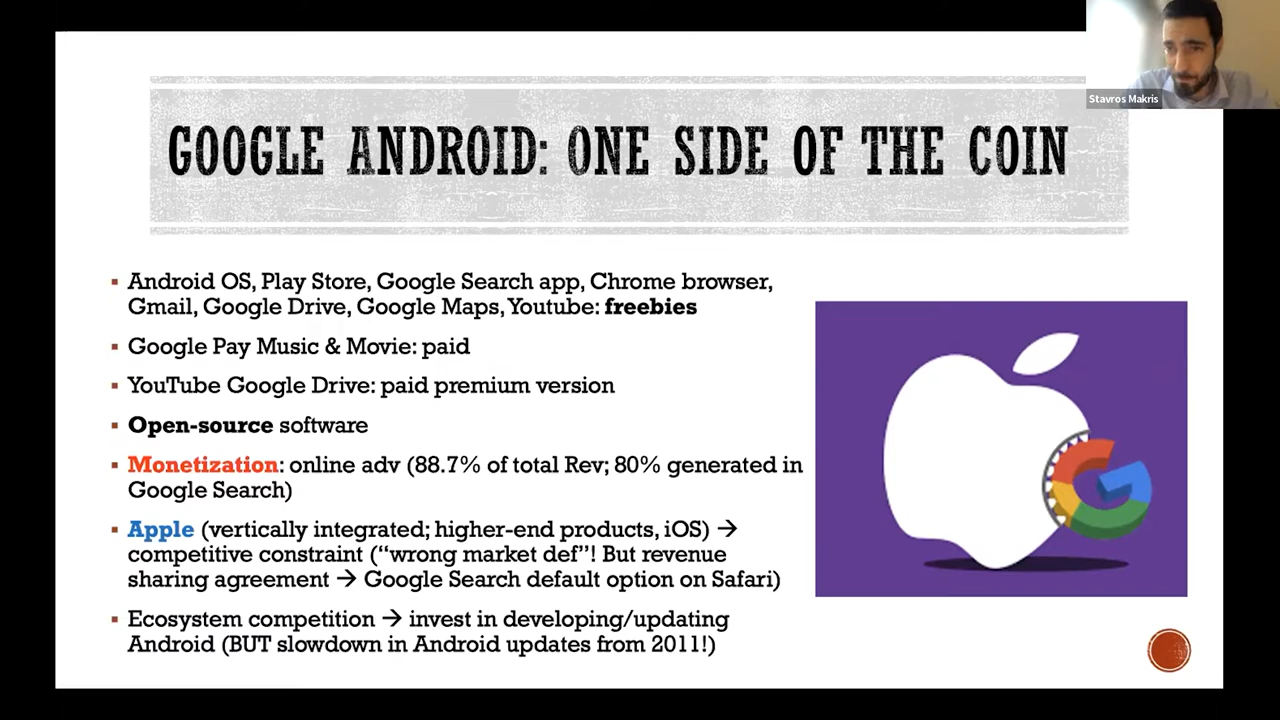 Stavros Makris
GOOGLE ANDROID: ONE SIDE OF THE COIN
▪ Android OS, Play Store, Google Search app, Chrome browser,
Gmail, Google Drive, Google Maps, Youtube: freebies
▪ Google Pay Music & Movie: paid
▪ YouTube Google Drive: paid premium version
▪ Open-source software
▪ Monetization: online adv (88.7% of total Rev; 80% generated in
Google Search)
▪ Apple (vertically integrated; higher-end products, iOS) →
competitive constraint (“wrong market def”! But revenue
sharing agreement → Google Search default option on Safari)
▪ Ecosystem competition → invest in developing/updating
Android (BUT slowdown in Android updates from 2011!)
G